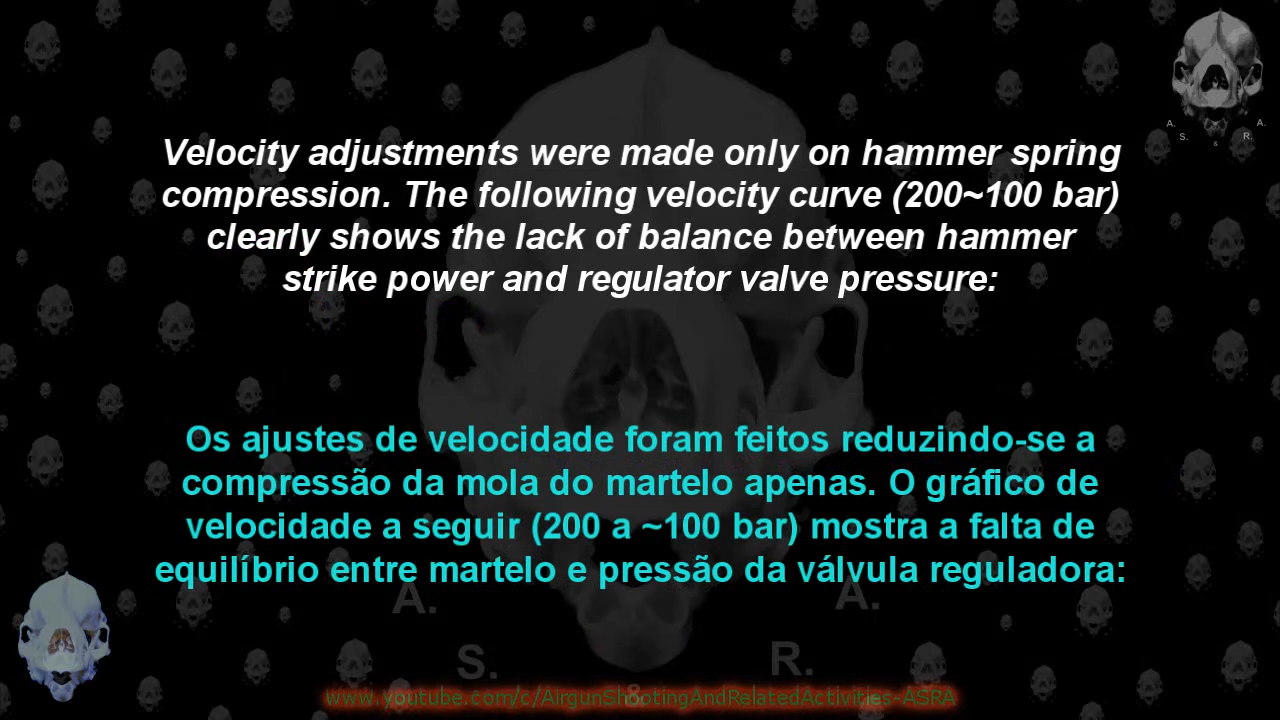 Velocity adjustments were made only on hammer spring
compression. The following velocity curve (200~100 bar)
clearly shows the lack of balance between hammer
strike power and regulator valve pressure:
Os ajustes de velocidade foram feitos reduzindo-se a
compressão da mola do martelo apenas. O gráfico de
velocidade a seguir (200 a ~100 bar) mostra a falta de
equilíbrio entre martelo e pressão da válvula reguladora:
A. A.
S. R.
&
A. A.
S. R.
&
www.youtube.com/c/AirgunShootingAndRelatedActivities-ASRA